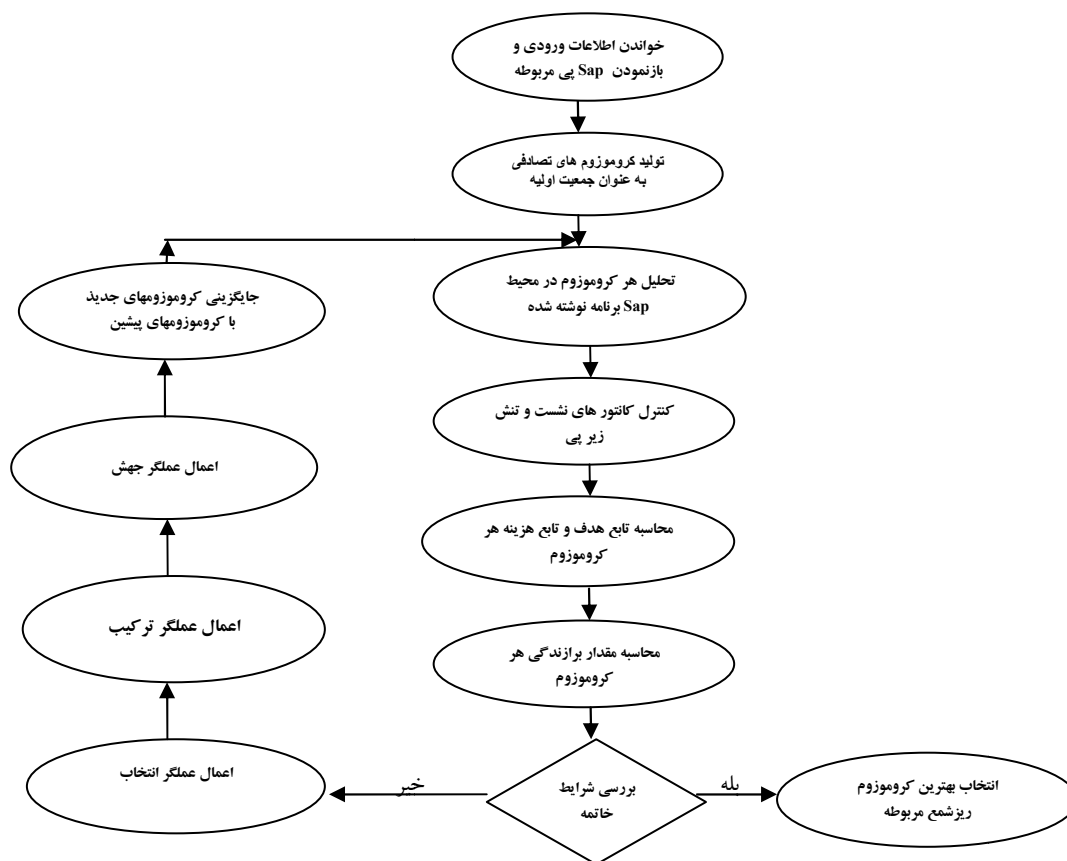 خواندن اطلاعات ورودی و
بازنمودن Sap پی مربوطه
تولید کروموزوم های تصادفی
به عنوان جمعیت اولیه
تحلیل هر کروموزوم در محیط
Sap برنامه نوشته شده
کنترل کانتور های نشست و تنش
زیر پی
محاسبه تابع هدف و تابع هزینه هر
کروموزوم
محاسبه مقدار برازندگی هر
کروموزوم
بررسی شرایط
خاتمه
بله
انتخاب بهترین کروموزوم
ریزشمع مربوطه
خیر
اعمال عملگر انتخاب
اعمال عملگر ترکیب
اعمال عملگر جهش
جایگزینی کروموزومهای جدیذ
با کروموزومهای پیشین